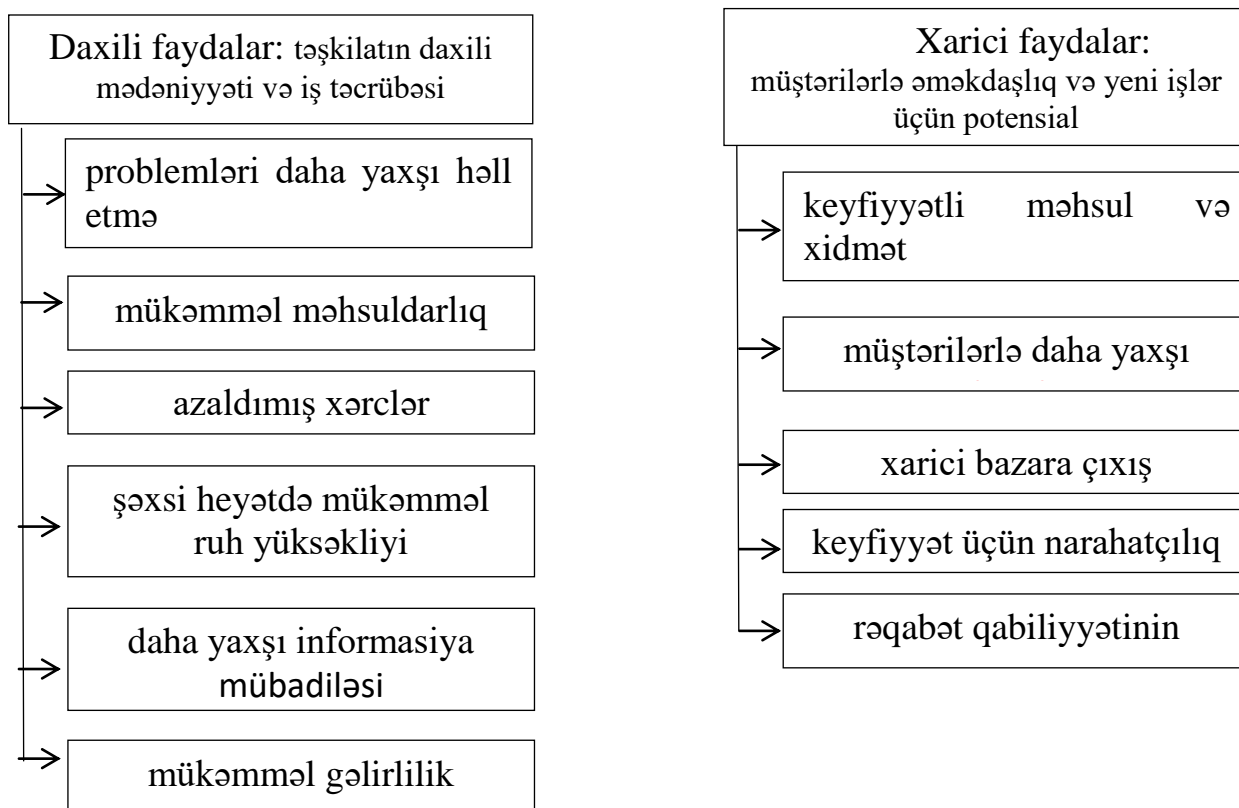 Daxili faydalar: təşkilatın daxili
mədəniyyəti və iş təcrübəsi
problemləri daha yaxşı həll
etmə
mükəmməl məhsuldarlıq
azaldımış xərclər
şəxsi heyətdə mükəmməl
ruh yüksəkliyi
daha yaxşı informasiya
mübadiləsi
mükəmməl gəlirlilik
Xarici faydalar:
müştərilərlə əməkdaşlıq və yeni işlər
üçün potensial
keyfiyyətli məhsul və
xidmət
müştərilərlə daha yaxşı
xarici bazara çıxış
keyfiyyət üçün narahatçılıq
rəqabət qabiliyyətinin